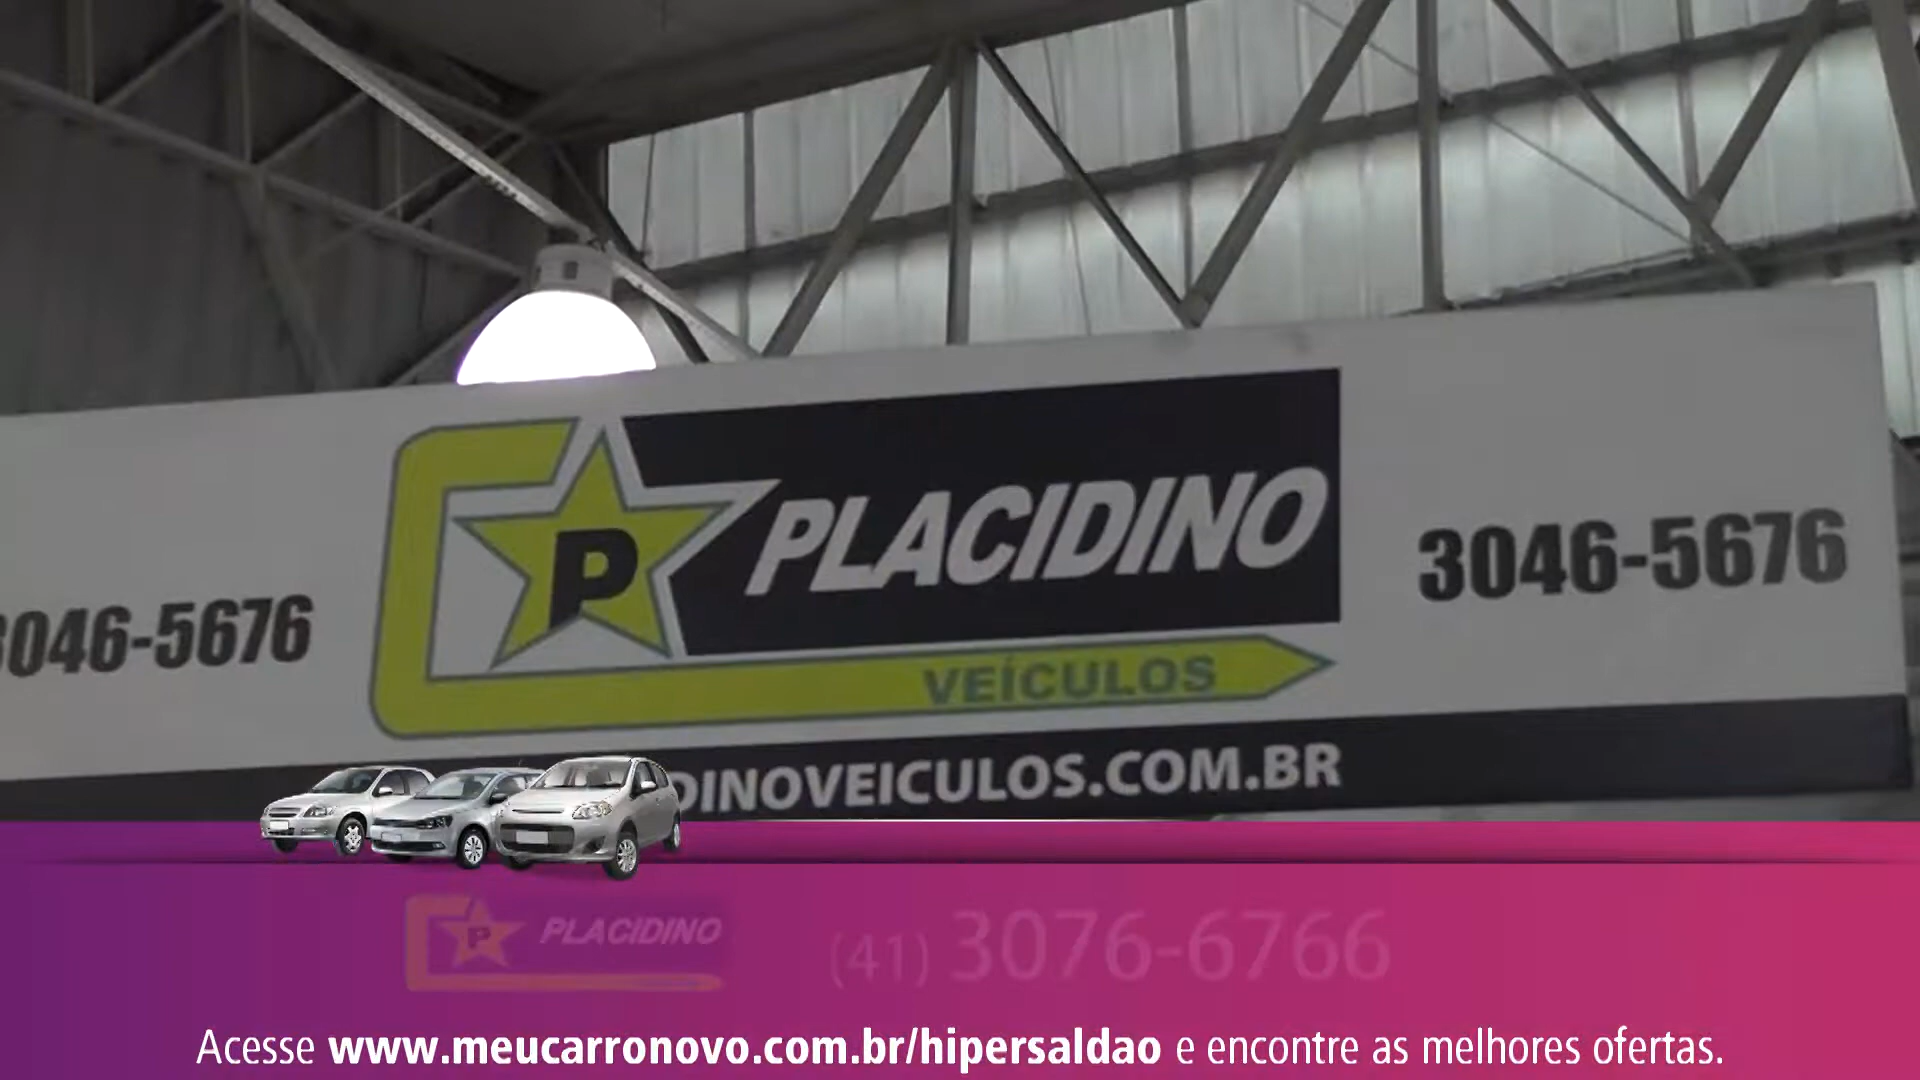 P PLACIDINO
VEÍCULOS
3046-5676
046-5676
DINOVEICULOS.COM.BR
P PLACIDINO
(41) 3076-6766
Acesse www.meucarronovo.com.br/hipersaldao e encontre as melhores ofertas.